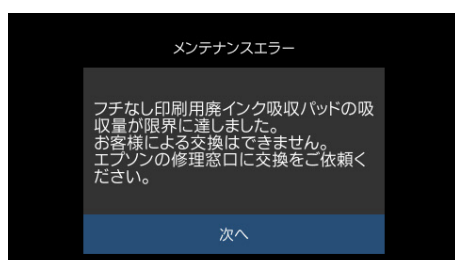 メンテナンスエラー
フチなし印刷用廃インク吸収パッドの吸
収量が限界に達しました。
お客様による交換はできません。
エプソンの修理窓口に交換をご依頼く
ださい。
次へ